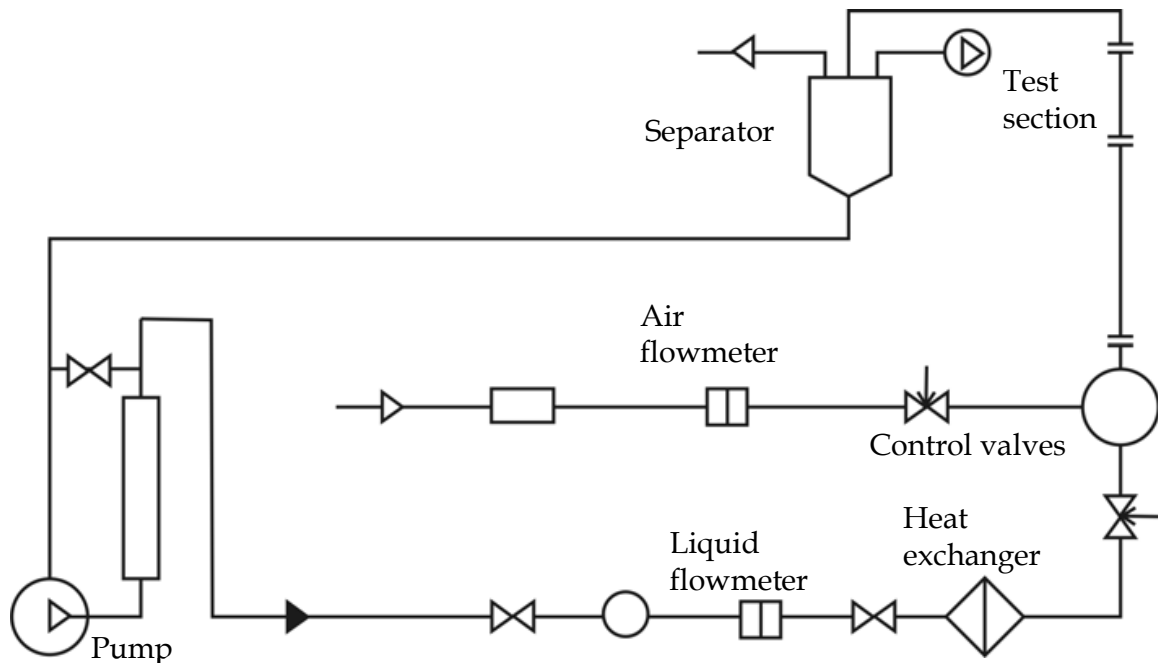 Test
section
Separator
Air
flowmeter
Control valves
Heat
exchanger
Liquid
flowmeter
Pump